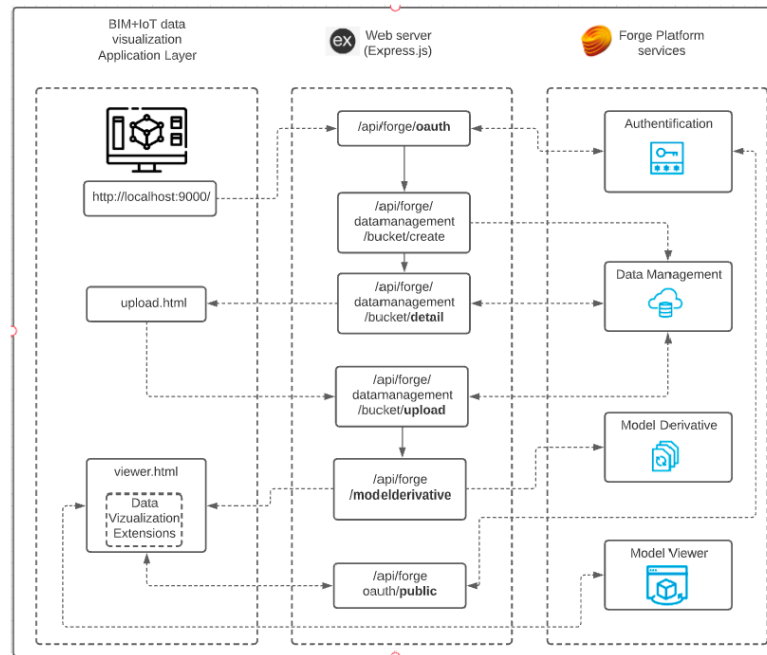 BIM+IoT data
visualization
Application Layer
ex
Web server
(Express.js)
Forge Platform
services
http://localhost:9000/
upload.html
viewer.html
Data
Vizualization
Extensions
/api/forge/oauth
/api/forge/
datamanagement
/bucket/create
/api/forge/
datamanagement
/bucket/detail
/api/forge/
datamanagement
/bucket/upload
/api/forge
/modelderivative
/api/forge
oauth/public
Authentification
Data Management
Model Derivative
Model Viewer